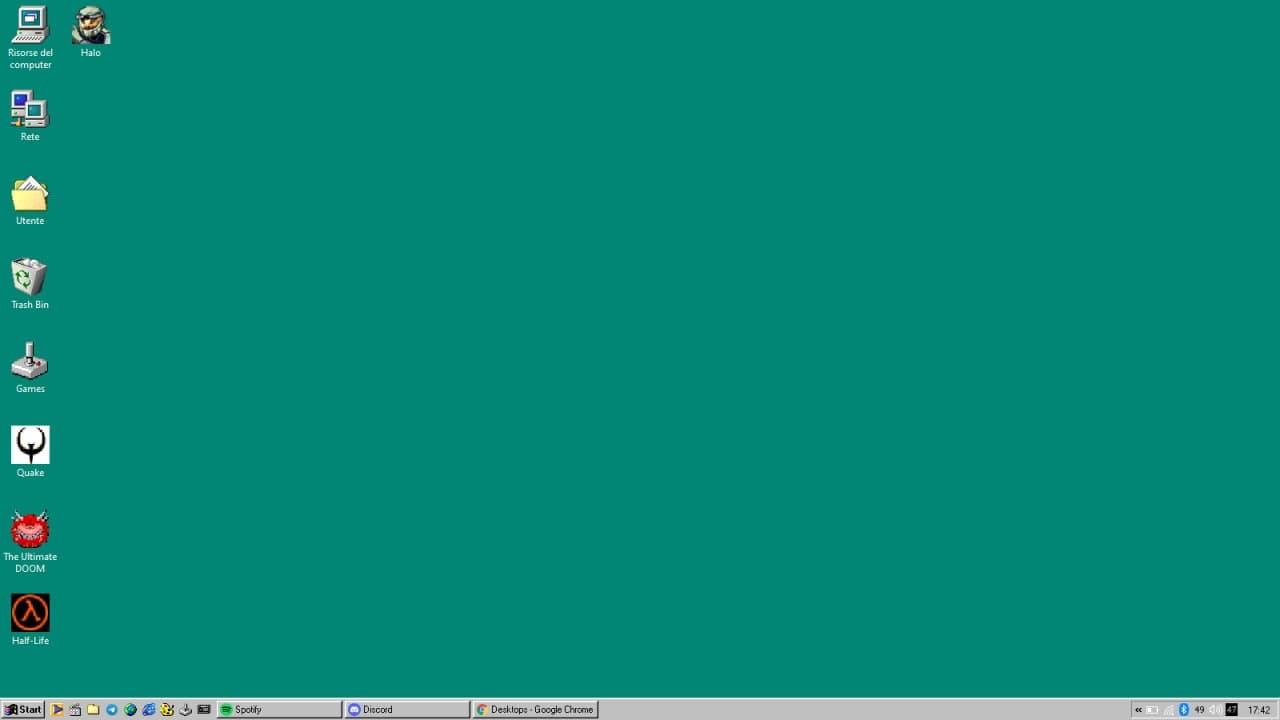 Risorse del
computer
Halo
Rete
Utente
Trash Bin
Games
Quake
The Ultimate
DOOM
Half-Life
Start
Spotify
Discord
Desktops - Google Chrome
49
47
17:42